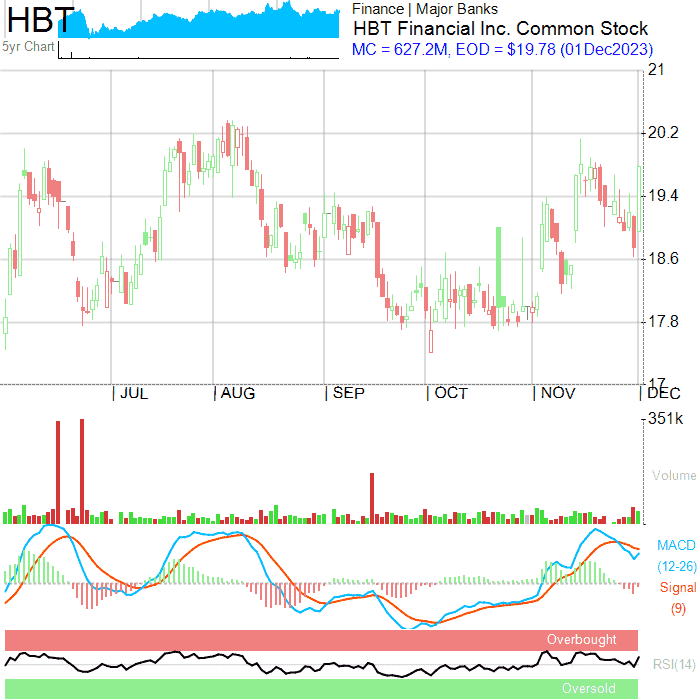 HBT
5yr Chart
Finance | Major Banks
HBT Financial Inc. Common Stock
MC = 627.2M, EOD = $19.78 (01Dec2023)
21
20.2
19.4
18.6
17.8
17
JUL AUG SEP OCT NOV DEC
351k
Volume
MACD
(12-26)
Signal
(9)
Overbought
RSI(14)
Oversold